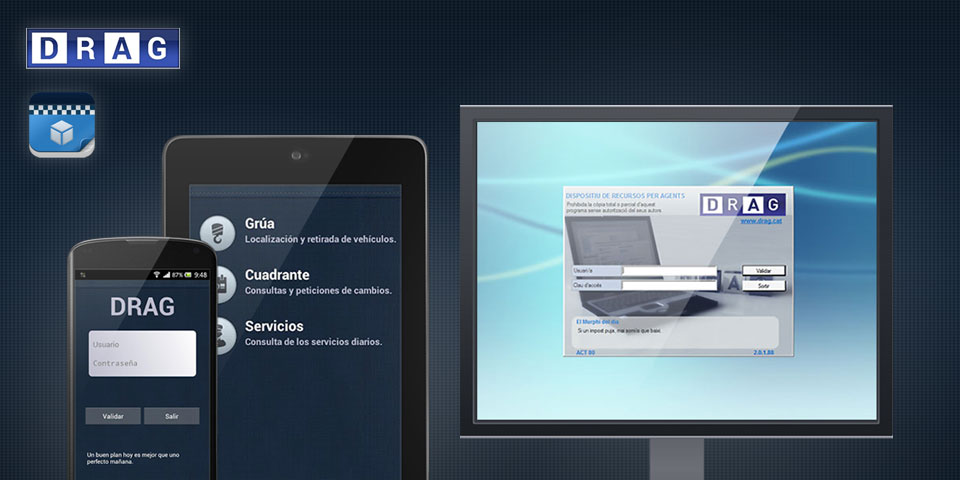 DRAG
Grúa
Localización y retirada de vehículos.
Cuadrante
Consultas y peticiones de cambios.
Servicios
Consulta de los servicios diarios.
87% 9:48
DRAG
Usuario
Contraseña
Validar Salir
Un buen plan hoy es mejor que uno
perfecto mañana.
DISPOSITIU DE RECURSOS PER AGENTS
Prohibida la còpia total o parcial d'aquest
programa sense autorització del seus autors.
DRAG
www.drag.cat
Usuari/a Validar
Clau d'accés Sortir
El Murphi del dia
Si un impost puja, mai sembla que baixi.
ACT 80 2.0.1.88